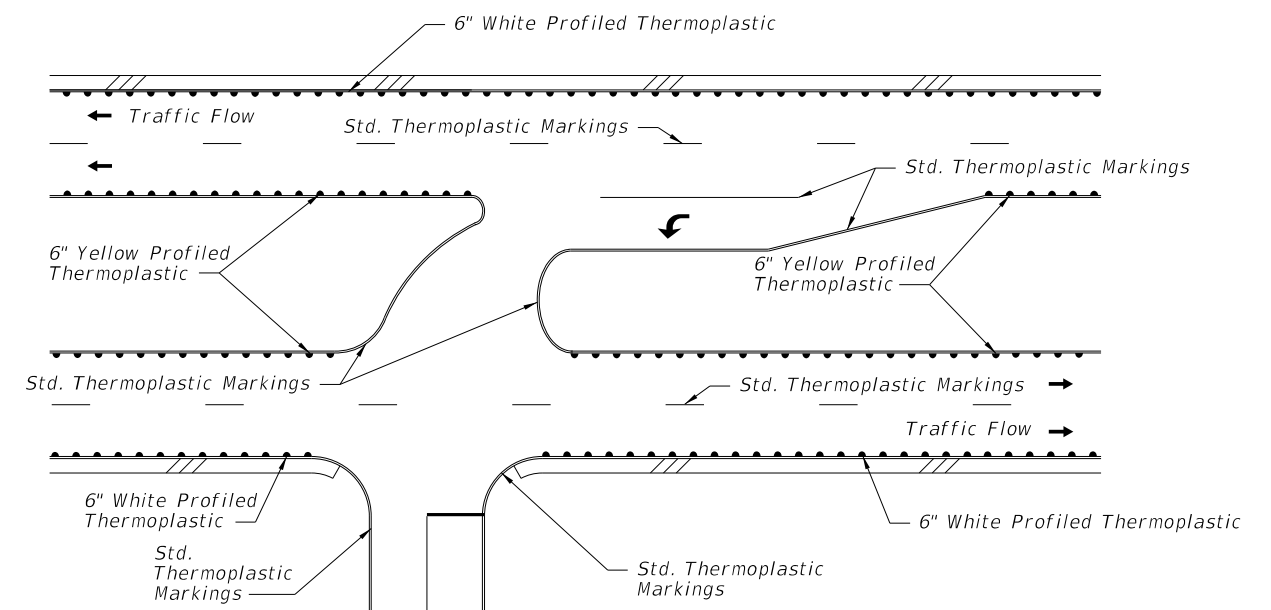 6" White Profiled Thermoplastic
Traffic Flow
Std. Thermoplastic Markings
Std. Thermoplastic Markings
6" Yellow Profiled
Thermoplastic
6" Yellow Profiled
Thermoplastic
Std. Thermoplastic Markings
Std. Thermoplastic Markings
Traffic Flow
6" White Profiled
Thermoplastic
6" White Profiled Thermoplastic
Std.
Thermoplastic
Markings
Std. Thermoplastic
Markings